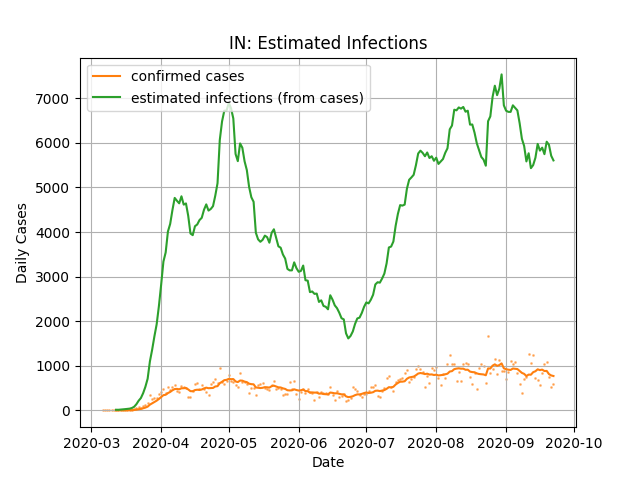 IN: Estimated Infections
confirmed cases
estimated infections (from cases)
7000
6000
5000
4000
3000
2000
1000
0
Daily Cases
2020-03 2020-04 2020-05 2020-06 2020-07 2020-08 2020-09 2020-10
Date